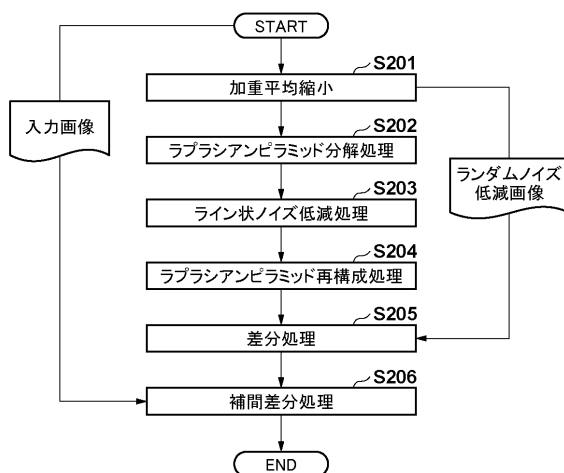 START
S201
加重平均縮小
入力画像
S202
ラプラシアンピラミッド分解処理
ランダムノイズ
低減画像
S203
ライン状ノイズ低減処理
S204
ラプラシアンピラミッド再構成処理
S205
差分処理
S206
補間差分処理
END